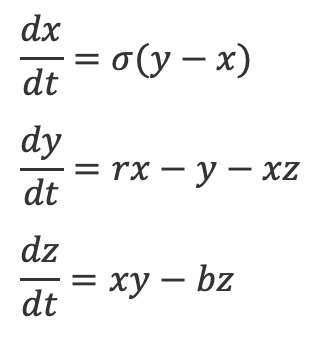 dx/dt = σ(y − x)
dy/dt = rx − y − xz
dz/dt = xy − bz